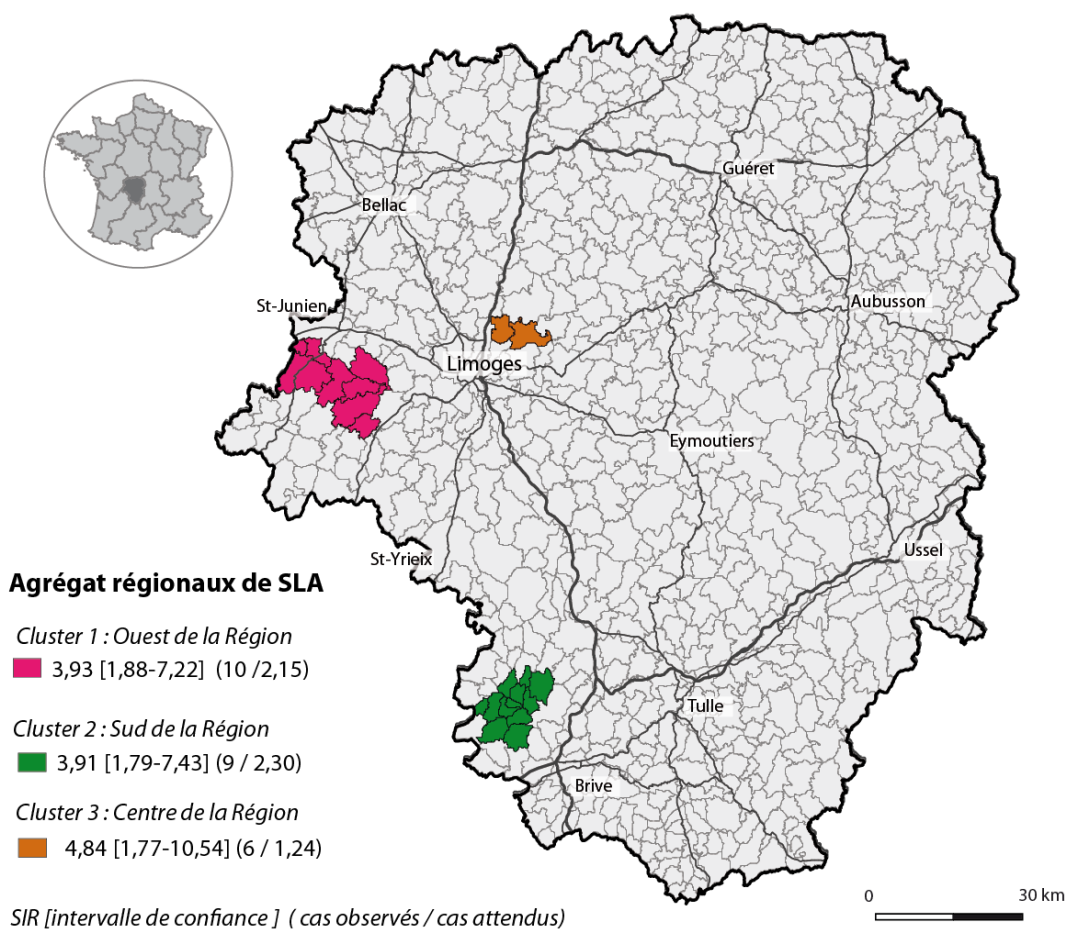 Guéret
Bellac
St-Junien
Aubusson
Limoges
Eymoutiers
St-Yrieix
Ussel
Agrégat régionaux de SLA
Cluster 1 : Ouest de la Région
3,93 [1,88-7,22] (10 /2,15)
Tulle
Cluster 2 : Sud de la Région
3,91 [1,79-7,43] (9 / 2,30)
Brive
Cluster 3 : Centre de la Région
4,84 [1,77-10,54] (6 / 1,24)
0 30 km
SIR [intervalle de confiance ] ( cas observés / cas attendus)